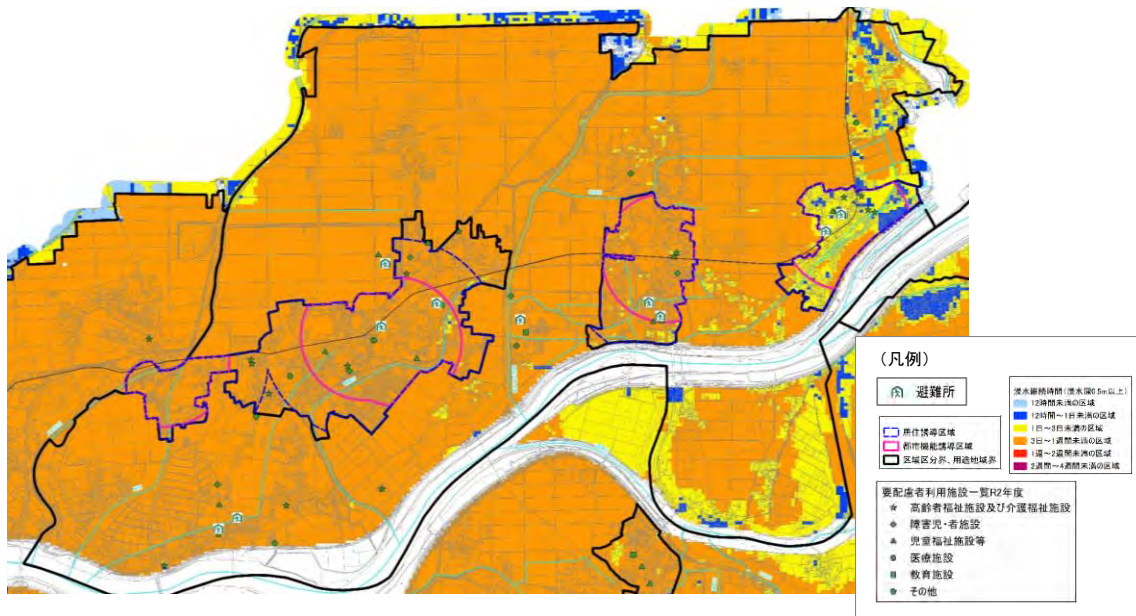 (凡例)
避難所
居住誘導区域
都市機能誘導区域
区域区分界、用途地域界
浸水継続時間(浸水深0.5m以上)
12時間未満の区域
12時間~1日未満の区域
1日~3日未満の区域
3日~1週間未満の区域
1週~2週間未満の区域
2週間~4週間未満の区域
要配慮者利用施設一覧R2年度
高齢者福祉施設及び介護福祉施設
障害児・者施設
児童福祉施設等
医療施設
教育施設
その他